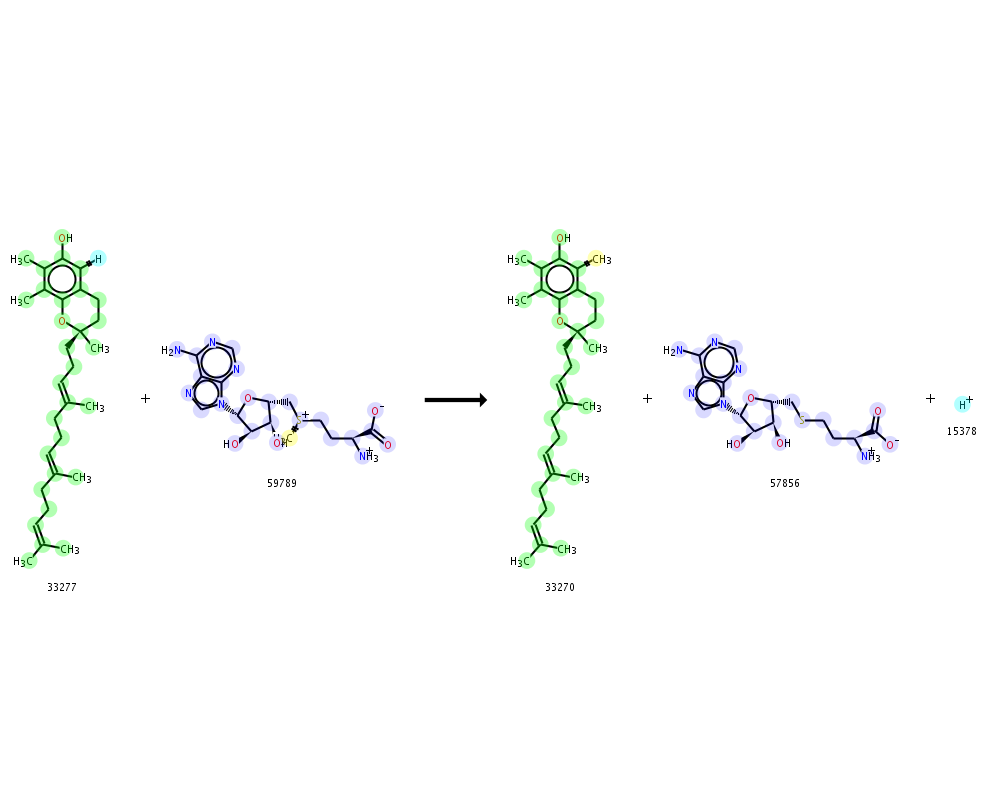 OH
H
H₃C
H₃C
O
CH₃
CH₃
CH₃
CH₃
H₃C
33277
+
H₂N
N
N
N
N
O
HO
OH
S⁺
H₃C
O⁻
O
NH₃⁺
59789
OH
CH₃
H₃C
H₃C
O
CH₃
CH₃
CH₃
CH₃
H₃C
33270
+
H₂N
N
N
N
N
O
HO
OH
S
O
O⁻
NH₃⁺
57856
+
H⁺
15378